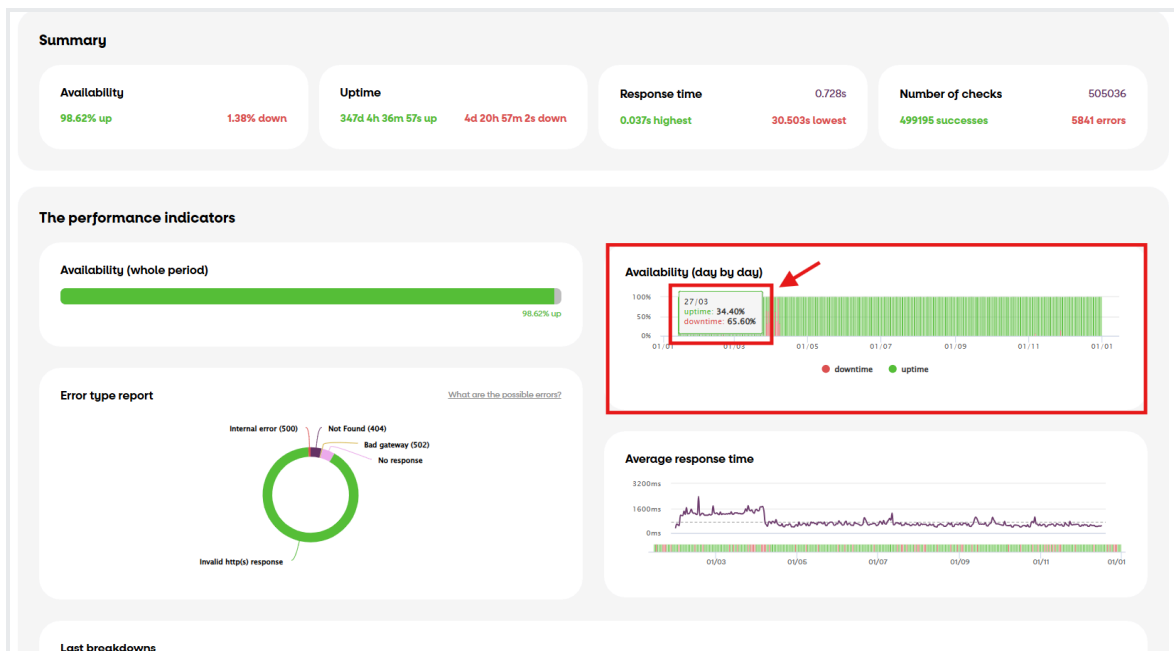 Summary
Availability
98.62% up 1.38% down
Uptime
347d 4h 36m 57s up 4d 20h 57m 2s down
Response time 0.728s
0.037s highest 30.503s lowest
Number of checks 505036
499195 successes 5841 errors
The performance indicators
Availability (whole period)
98.62% up
Availability (day by day)
100%
50%
0%
27/03
uptime: 34.40%
downtime: 65.60%
01/01 01/03 01/05 01/07 01/09 01/11 01/01
downtime uptime
Error type report What are the possible errors?
Internal error (500) Not Found (404)
Bad gateway (502)
No response
Invalid http(s) response
Average response time
3200ms
1600ms
0ms
01/03 01/05 01/07 01/09 01/11 01/01
Last breakdowns